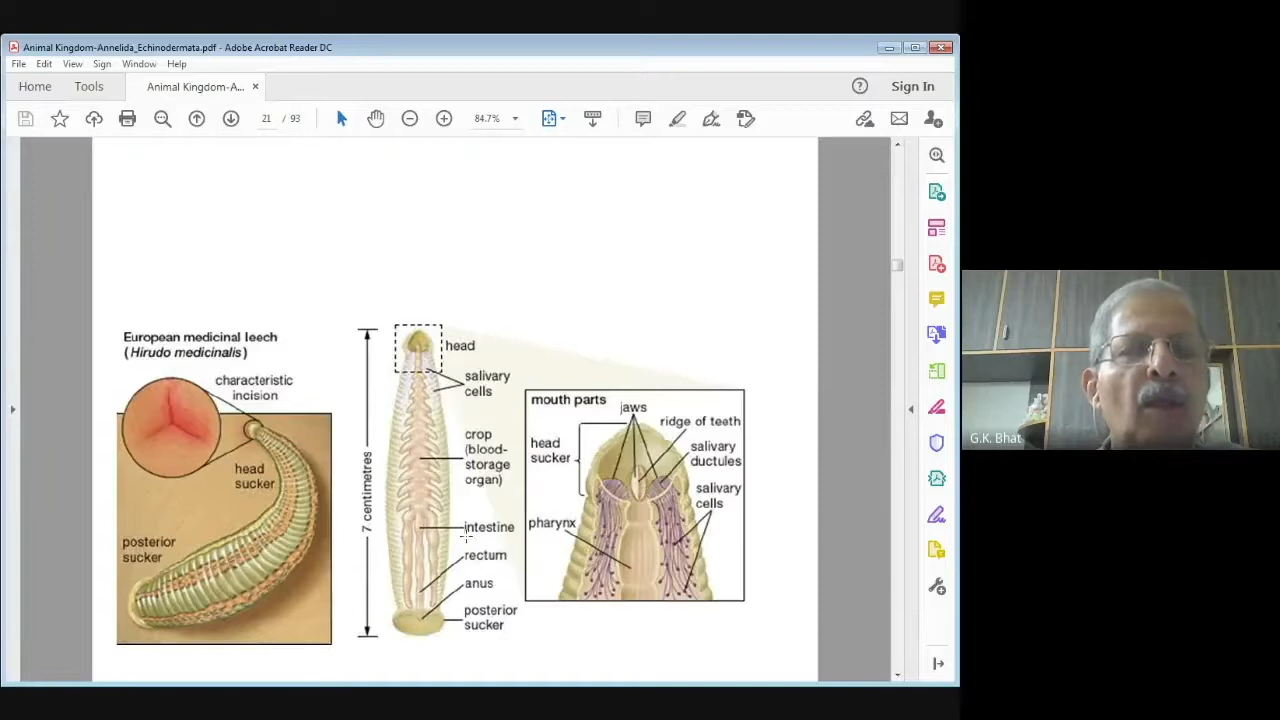 Animal Kingdom-Annelida_Echinodermata.pdf - Adobe Acrobat Reader DC
File Edit View Sign Window Help
Home Tools Animal Kingdom-A... × Sign In
21 / 93 84.7%
European medicinal leech
(Hirudo medicinalis)
characteristic
incision
head
sucker
posterior
sucker
7 centimetres
head
salivary
cells
crop
(blood-
storage
organ)
intestine
rectum
anus
posterior
sucker
mouth parts
jaws
ridge of teeth
head
sucker
salivary
ductules
salivary
cells
pharynx
G.K. Bhat